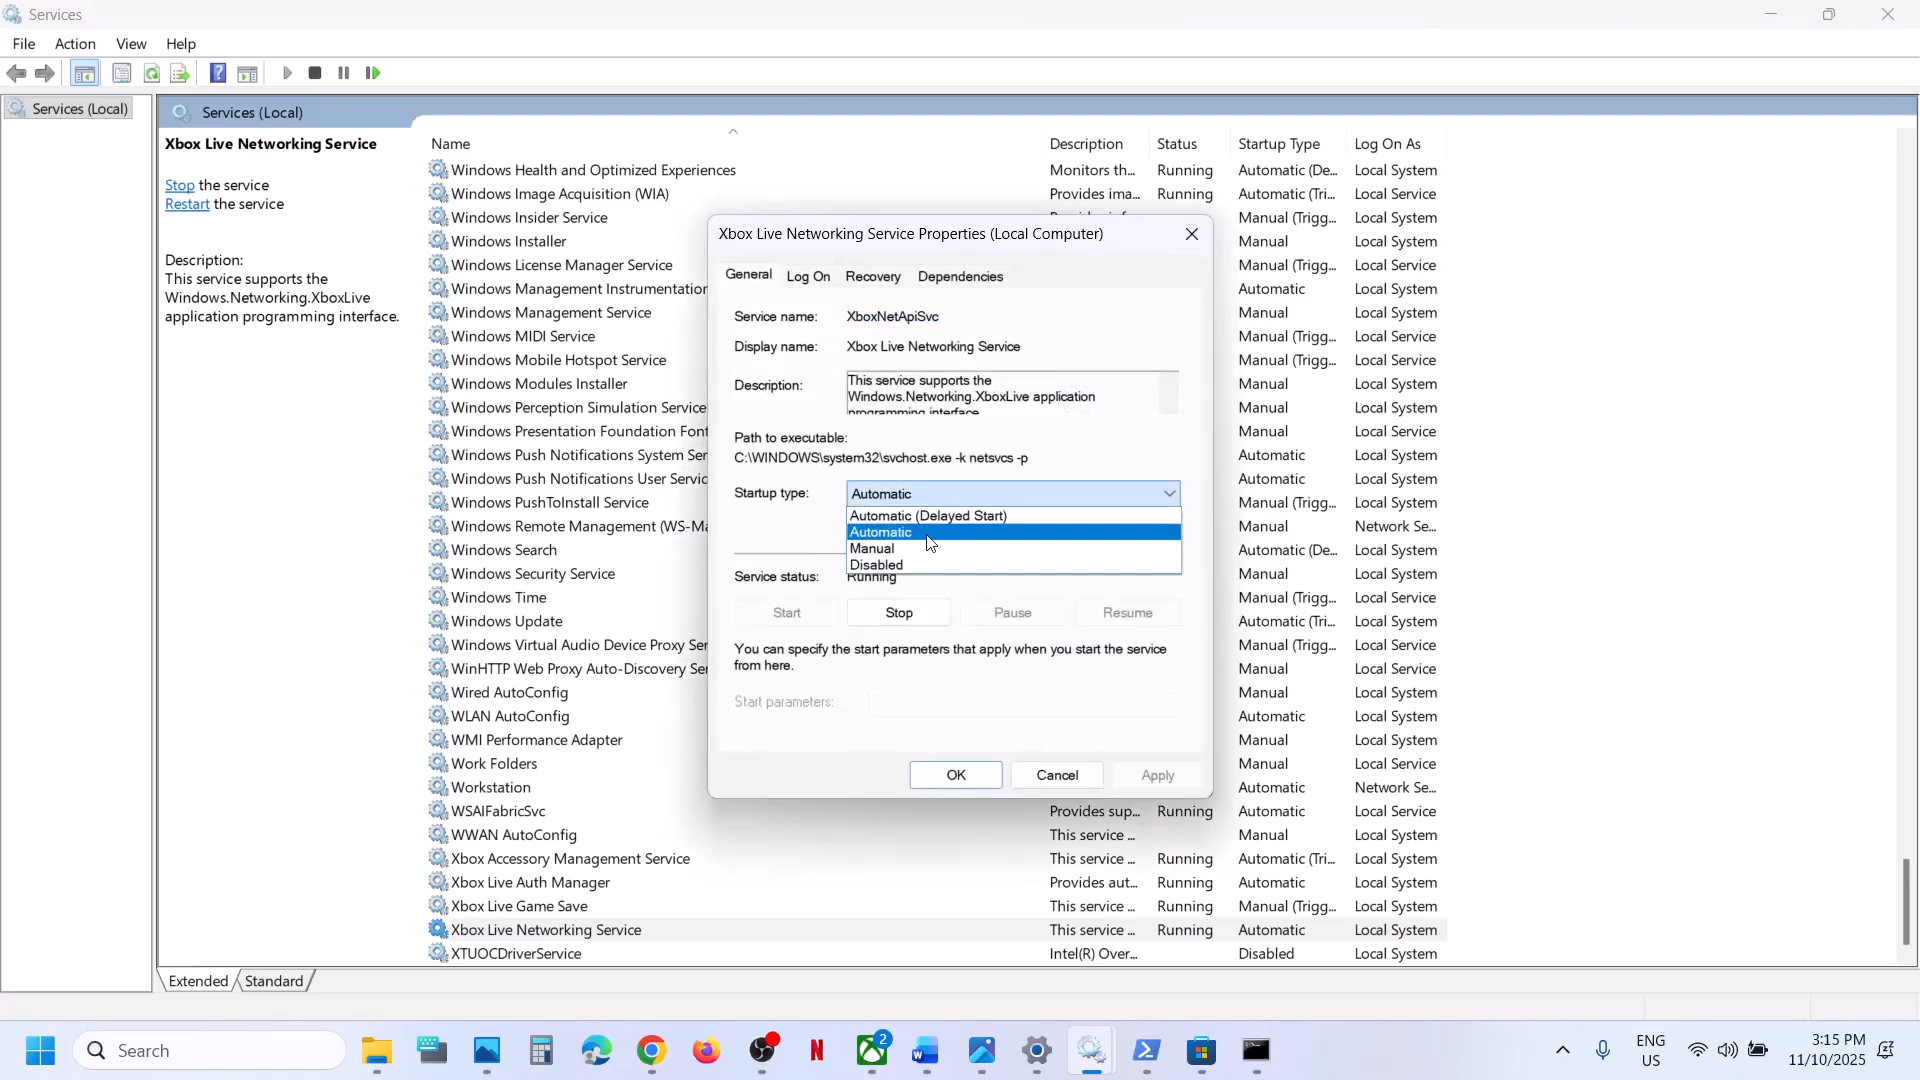 Services
File Action View Help
Services (Local)
Services (Local)
Xbox Live Networking Service
Stop the service
Restart the service
Description:
This service supports the
Windows.Networking.XboxLive
application programming interface.
Name Description Status Startup Type Log On As
Windows Health and Optimized Experiences Monitors th... Running Automatic (De... Local System
Windows Image Acquisition (WIA) Provides ima... Running Automatic (Tri... Local Service
Windows Insider Service Manual (Trigg... Local System
Windows Installer Manual Local System
Windows License Manager Service Manual (Trigg... Local Service
Windows Management Instrumentation Automatic Local System
Windows Management Service Manual Local System
Windows MIDI Service Manual (Trigg... Local Service
Windows Mobile Hotspot Service Manual (Trigg... Local Service
Windows Modules Installer Manual Local System
Windows Perception Simulation Service Manual Local System
Windows Presentation Foundation Font Manual Local Service
Windows Push Notifications System Ser Automatic Local System
Windows Push Notifications User Servic Automatic Local System
Windows PushToInstall Service Manual (Trigg... Local System
Windows Remote Management (WS-Ma Manual Network Se...
Windows Search Automatic (De... Local System
Windows Security Service Manual Local System
Windows Time Manual (Trigg... Local Service
Windows Update Automatic (Tri... Local System
Windows Virtual Audio Device Proxy Ser Manual (Trigg... Local System
WinHTTP Web Proxy Auto-Discovery Ser Manual Local Service
Wired AutoConfig Manual Local System
WLAN AutoConfig Automatic Local System
WMI Performance Adapter Manual Local System
Work Folders Manual Local Service
Workstation Automatic Network Se...
WSAIFabricSvc Provides sup... Running Automatic Local System
WWAN AutoConfig This service ... Manual Local System
Xbox Accessory Management Service This service ... Running Automatic (Tri... Local System
Xbox Live Auth Manager Provides aut... Running Automatic Local System
Xbox Live Game Save This service ... Running Manual (Trigg... Local System
Xbox Live Networking Service This service ... Running Automatic Local System
XTUOCDriverService Intel(R) Over... Disabled Local System
Xbox Live Networking Service Properties (Local Computer)
General Log On Recovery Dependencies
Service name: XboxNetApiSvc
Display name: Xbox Live Networking Service
Description: This service supports the
Windows.Networking.XboxLive application
programming interface
Path to executable:
C:\WINDOWS\system32\svchost.exe -k netsvcs -p
Startup type: Automatic
Automatic (Delayed Start)
Automatic
Manual
Disabled
Service status: Running
Start Stop Pause Resume
You can specify the start parameters that apply when you start the service
from here.
Start parameters:
OK Cancel Apply
Extended Standard
Search
2
ENG
US
3:15 PM
11/10/2025